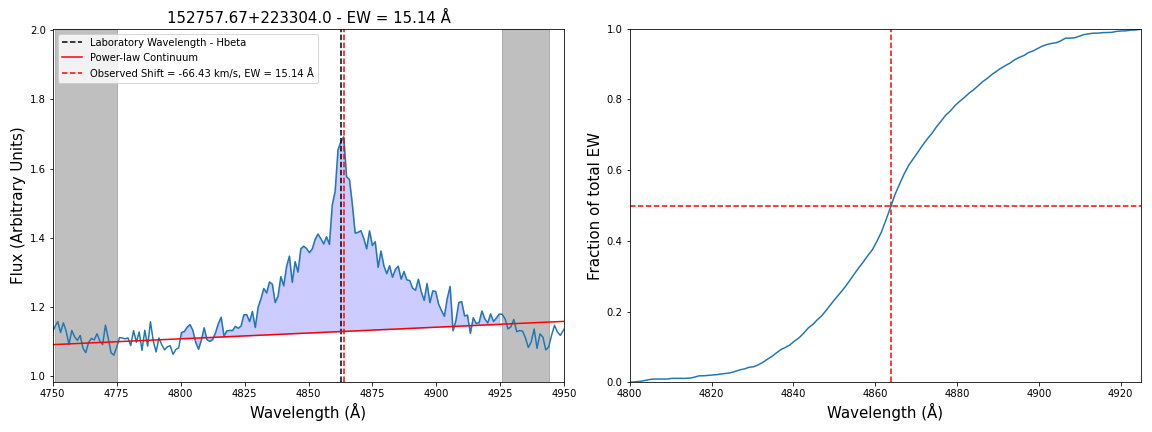 152757.67+223304.0 - EW = 15.14 Å
Laboratory Wavelength - Hbeta
Power-law Continuum
Observed Shift = -66.43 km/s, EW = 15.14 Å
Flux (Arbitrary Units)
2.0
1.8
1.6
1.4
1.2
1.0
4750 4775 4800 4825 4850 4875 4900 4925 4950
Wavelength (Å)
Fraction of total EW
1.0
0.8
0.6
0.4
0.2
0.0
4800 4820 4840 4860 4880 4900 4920
Wavelength (Å)